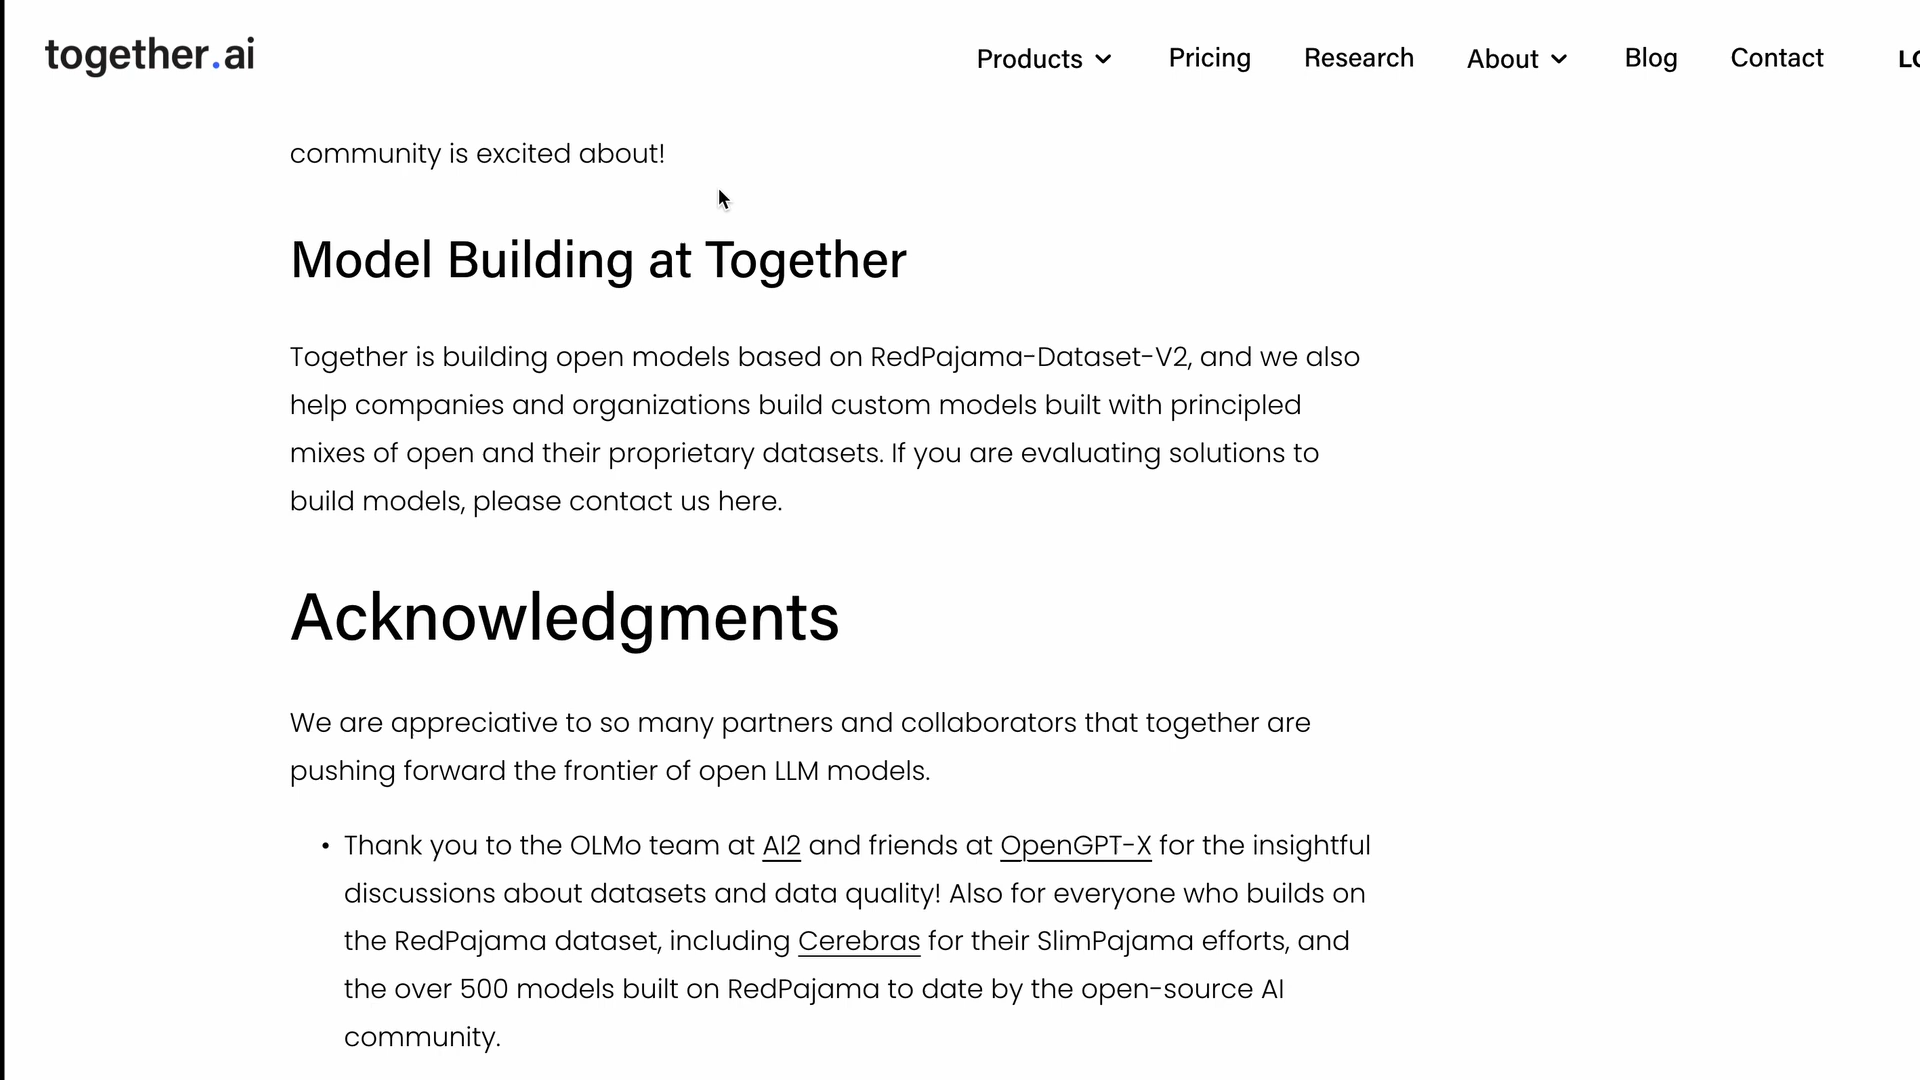 together.ai
Products
Pricing
Research
About
Blog
Contact
community is excited about!
Model Building at Together
Together is building open models based on RedPajama-Dataset-V2, and we also
help companies and organizations build custom models built with principled
mixes of open and their proprietary datasets. If you are evaluating solutions to
build models, please contact us here.
Acknowledgments
We are appreciative to so many partners and collaborators that together are
pushing forward the frontier of open LLM models.
• Thank you to the OLMo team at AI2 and friends at OpenGPT-X for the insightful
discussions about datasets and data quality! Also for everyone who builds on
the RedPajama dataset, including Cerebras for their SlimPajama efforts, and
the over 500 models built on RedPajama to date by the open-source AI
community.